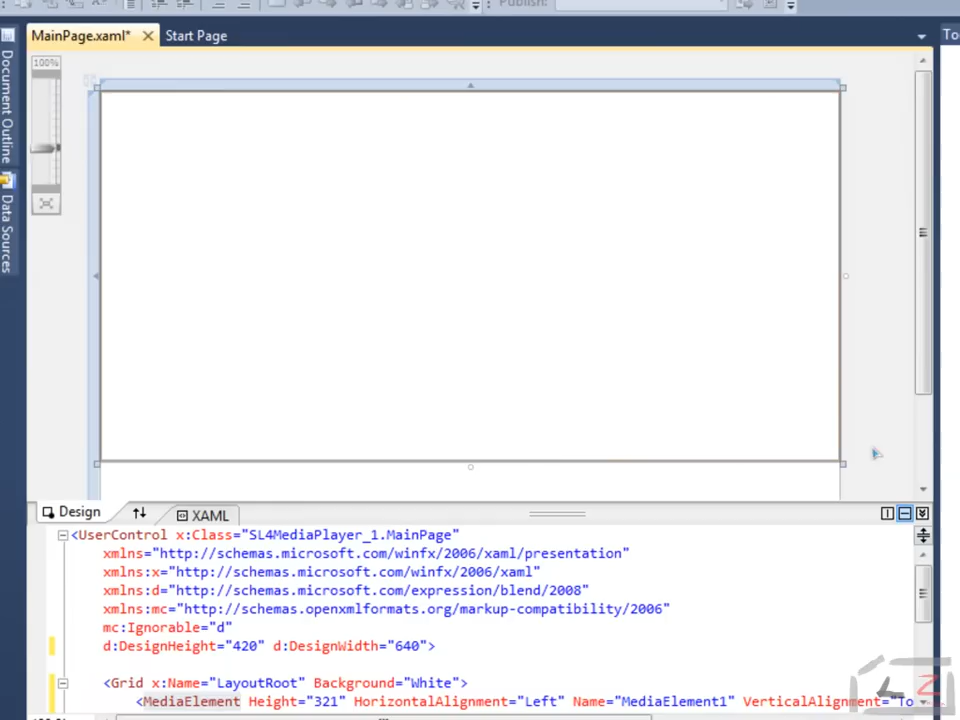 Publish:
MainPage.xaml*
Start Page
To
Document Outline
Data Sources
100%
Design
XAML
<UserControl x:Class="SL4MediaPlayer_1.MainPage"
xmlns="http://schemas.microsoft.com/winfx/2006/xaml/presentation"
xmlns:x="http://schemas.microsoft.com/winfx/2006/xaml"
xmlns:d="http://schemas.microsoft.com/expression/blend/2008"
xmlns:mc="http://schemas.openxmlformats.org/markup-compatibility/2006"
mc:Ignorable="d"
d:DesignHeight="420" d:DesignWidth="640">
<Grid x:Name="LayoutRoot" Background="White">
<MediaElement Height="321" HorizontalAlignment="Left" Name="MediaElement1" VerticalAlignment="To